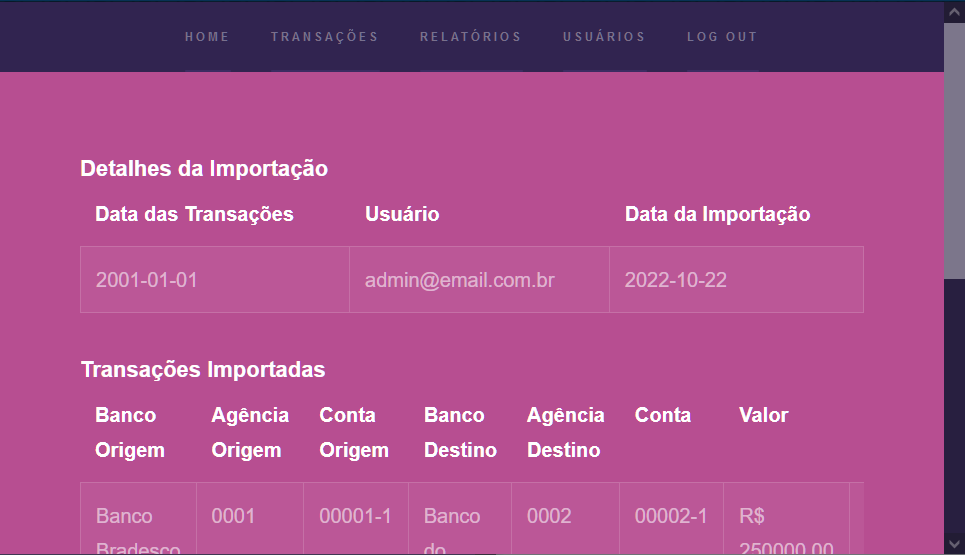 HOME TRANSAÇÕES RELATÓRIOS USUÁRIOS LOG OUT
Detalhes da Importação
Data das Transações Usuário Data da Importação
2001-01-01 admin@email.com.br 2022-10-22
Transações Importadas
Banco Agência Conta Banco Agência Conta Valor
Origem Origem Origem Destino Destino
Banco 0001 00001-1 Banco 0002 00002-1 R$
Bradesco do 250000.00